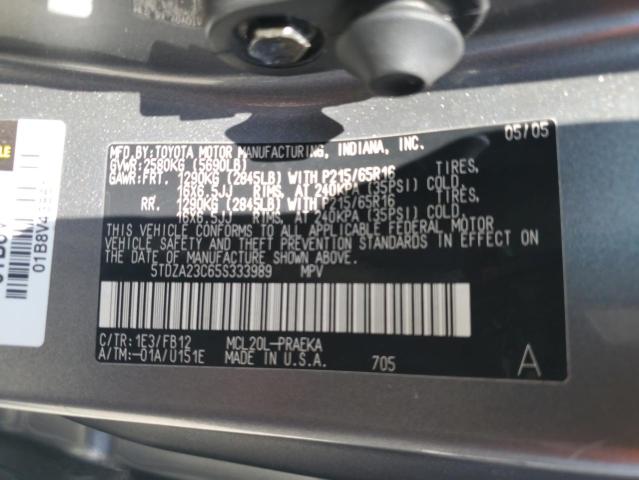 05/05
MFD.BY:TOYOTA MOTOR MANUFACTURING, INDIANA, INC.
GVWR:2580KG (5690LB)
GAWR:FRT. 1290KG (2845LB) WITH P215/65R16 TIRES,
16X6.5JJ RIMS, AT 240KPA (35PSI) COLD.
RR. 1290KG (2845LB) WITH P215/65R16 TIRES,
16X6.5JJ RIMS, AT 240KPA (35PSI) COLD.
THIS VEHICLE CONFORMS TO ALL APPLICABLE FEDERAL MOTOR
VEHICLE SAFETY AND THEFT PREVENTION STANDARDS IN EFFECT ON
THE DATE OF MANUFACTURE SHOWN ABOVE.
5TDZA23C65S333989 MPV
C/TR:1E3/FB12 MCL20L-PRAEKA
A/TM:-01A/U151E MADE IN U.S.A. 705 A